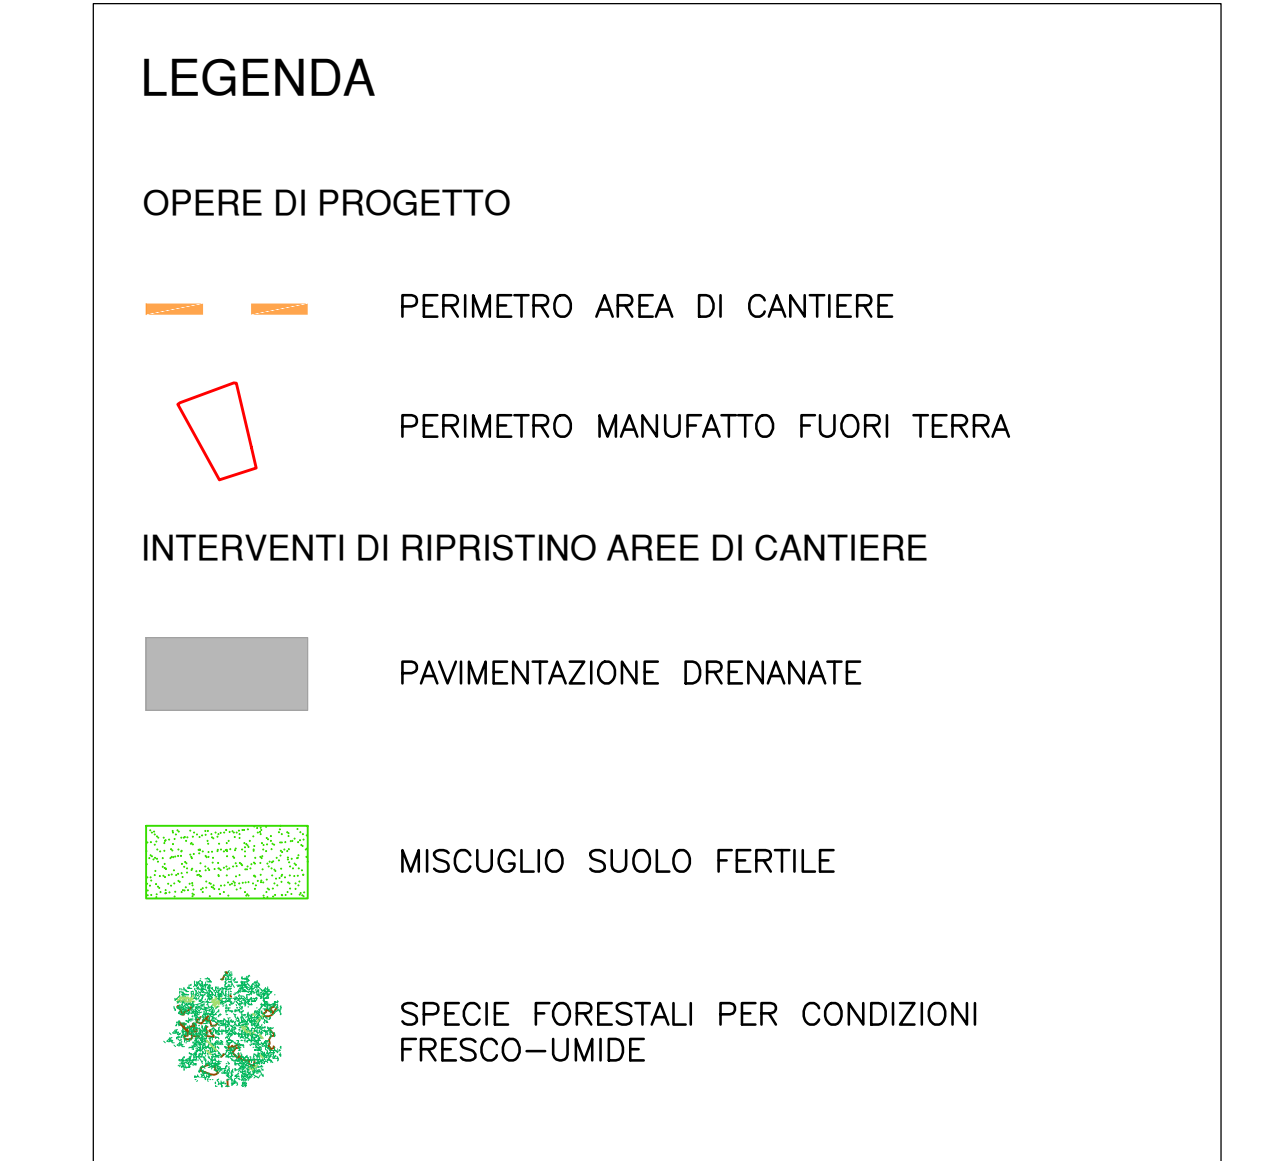 LEGENDA
OPERE DI PROGETTO
PERIMETRO AREA DI CANTIERE
PERIMETRO MANUFATTO FUORI TERRA
INTERVENTI DI RIPRISTINO AREE DI CANTIERE
PAVIMENTAZIONE DRENANATE
MISCUGLIO SUOLO FERTILE
SPECIE FORESTALI PER CONDIZIONI
FRESCO-UMIDE